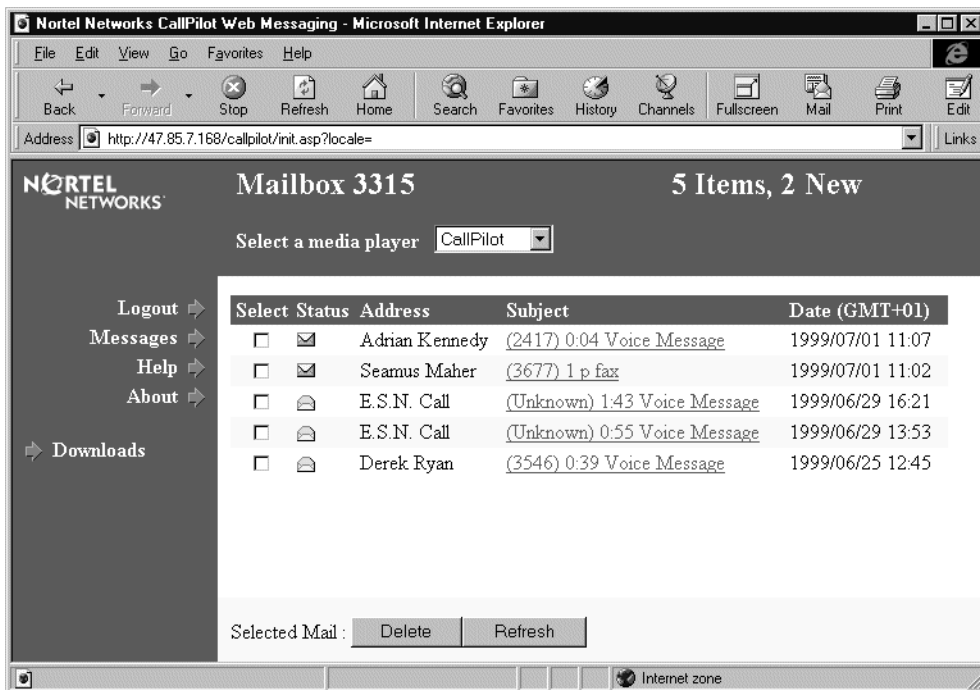 Nortel Networks CallPilot Web Messaging - Microsoft Internet Explorer
File Edit View Go Favorites Help
Back Forward Stop Refresh Home Search Favorites History Channels Fullscreen Mail Print Edit
Address http://47.85.7.168/callpilot/init.asp?locale= Links
NORTEL NETWORKS
Mailbox 3315 5 Items, 2 New
Select a media player CallPilot
Logout
Messages
Help
About
Downloads
Select Status Address Subject Date (GMT+01)
Adrian Kennedy (2417) 0:04 Voice Message 1999/07/01 11:07
Seamus Maher (3677) 1 p fax 1999/07/01 11:02
E.S.N. Call (Unknown) 1:43 Voice Message 1999/06/29 16:21
E.S.N. Call (Unknown) 0:55 Voice Message 1999/06/29 13:53
Derek Ryan (3546) 0:39 Voice Message 1999/06/25 12:45
Selected Mail : Delete Refresh
Internet zone